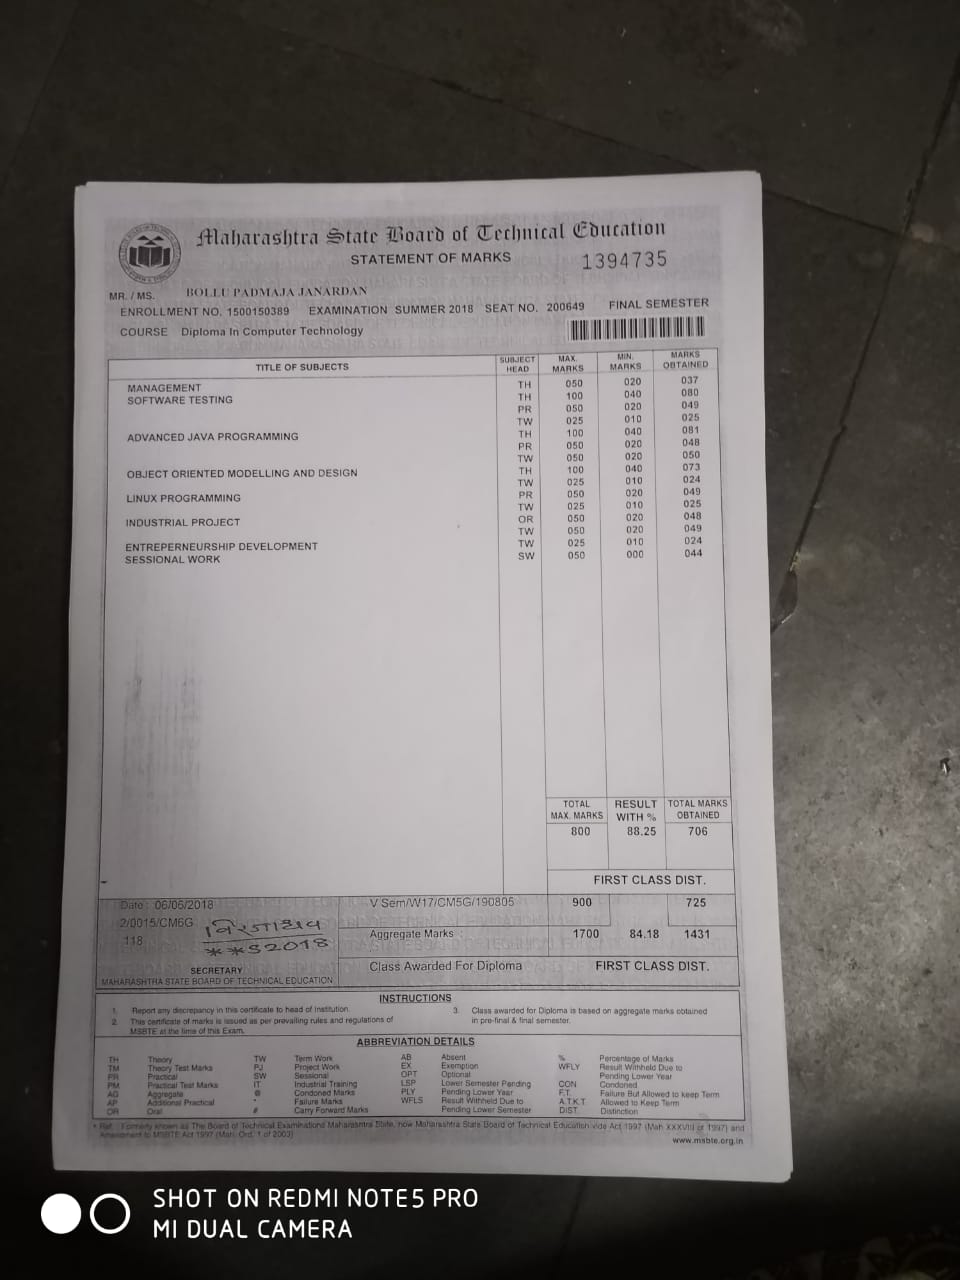 Maharashtra State Board of Technical Education
STATEMENT OF MARKS 1394735
MR. / MS. BOLLU PADMAJA JANARDAN
ENROLLMENT NO. 1500150389 EXAMINATION SUMMER 2018 SEAT NO. 200649 FINAL SEMESTER
COURSE Diploma In Computer Technology
TITLE OF SUBJECTS SUBJECT HEAD MAX. MARKS MIN. MARKS MARKS OBTAINED
MANAGEMENT TH 050 020 037
SOFTWARE TESTING TH 100 040 080
PR 050 020 049
TW 025 010 025
ADVANCED JAVA PROGRAMMING TH 100 040 081
PR 050 020 048
TW 050 020 050
OBJECT ORIENTED MODELLING AND DESIGN TH 100 040 073
TW 025 010 024
LINUX PROGRAMMING PR 050 020 049
TW 025 010 025
INDUSTRIAL PROJECT OR 050 020 048
TW 050 020 049
ENTREPERNEURSHIP DEVELOPMENT TW 025 010 024
SESSIONAL WORK SW 050 000 044
TOTAL MAX. MARKS RESULT WITH % TOTAL MARKS OBTAINED
800 88.25 706
FIRST CLASS DIST.
Date : 06/06/2018 V Sem/W17/CM5G/190805 900 725
2/0015/CM6G
118 Aggregate Marks : 1700 84.18 1431
**S2018
SECRETARY Class Awarded For Diploma FIRST CLASS DIST.
MAHARASHTRA STATE BOARD OF TECHNICAL EDUCATION
INSTRUCTIONS
1. Report any discrepancy in this certificate to head of Institution.
2. This certificate of marks is issued as per prevailing rules and regulations of
MSBTE at the time of this Exam.
3. Class awarded for Diploma is based on aggregate marks obtained
in pre-final & final semester.
ABBREVIATION DETAILS
TH Theory
TM Theory Test Marks
PR Practical
PM Practical Test Marks
AG Aggregate
AP Additional Practical
OR Oral
TW Term Work
PJ Project Work
SW Sessional
IT Industrial Training
@ Condoned Marks
* Failure Marks
# Carry Forward Marks
AB Absent
EX Exemption
OPT Optional
LSP Lower Semester Pending
PLY Pending Lower Year
WFLS Result Withheld Due to
Pending Lower Semester
% Percentage of Marks
WFLY Result Withheld Due to
Pending Lower Year
CON Condoned
F.T. Failure But Allowed to keep Term
A.T.K.T Allowed to Keep Term
DIST. Distinction
* Ref. : Formerly known as The Board of Technical Examinations Maharashtra State, now Maharashtra State Board of Technical Education vide Act 1997 (Mah XXXVIII of 1997) and
Amendment to MSBTE Act 1997 (Mah. Ord. 1 of 2003)
www.msbte.org.in
SHOT ON REDMI NOTE5 PRO
MI DUAL CAMERA